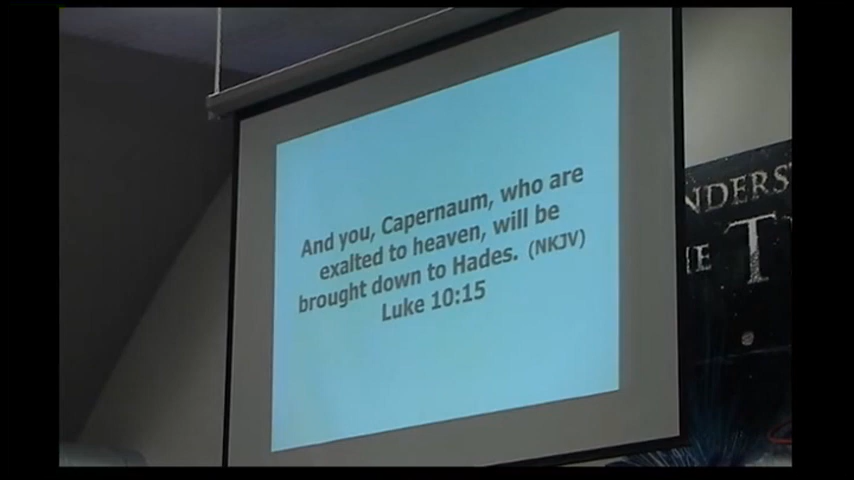 And you, Capernaum, who are
exalted to heaven, will be
brought down to Hades. (NKJV)
Luke 10:15